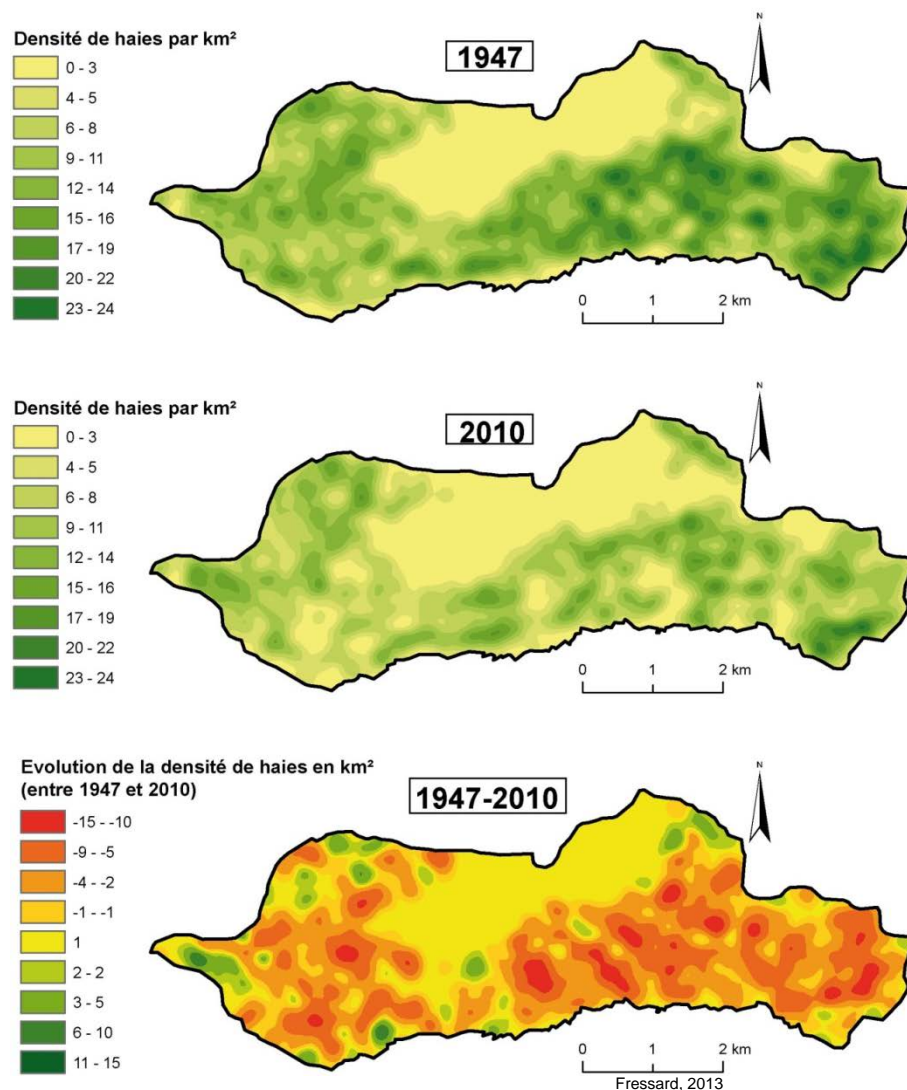 Densité de haies par km²
0 - 3
4 - 5
6 - 8
9 - 11
12 - 14
15 - 16
17 - 19
20 - 22
23 - 24
1947
N
0 1 2 km
Densité de haies par km²
0 - 3
4 - 5
6 - 8
9 - 11
12 - 14
15 - 16
17 - 19
20 - 22
23 - 24
2010
N
0 1 2 km
Evolution de la densité de haies en km²
(entre 1947 et 2010)
-15 - -10
-9 - -5
-4 - -2
-1 - -1
1
2 - 2
3 - 5
6 - 10
11 - 15
1947-2010
N
0 1 2 km
Fressard, 2013